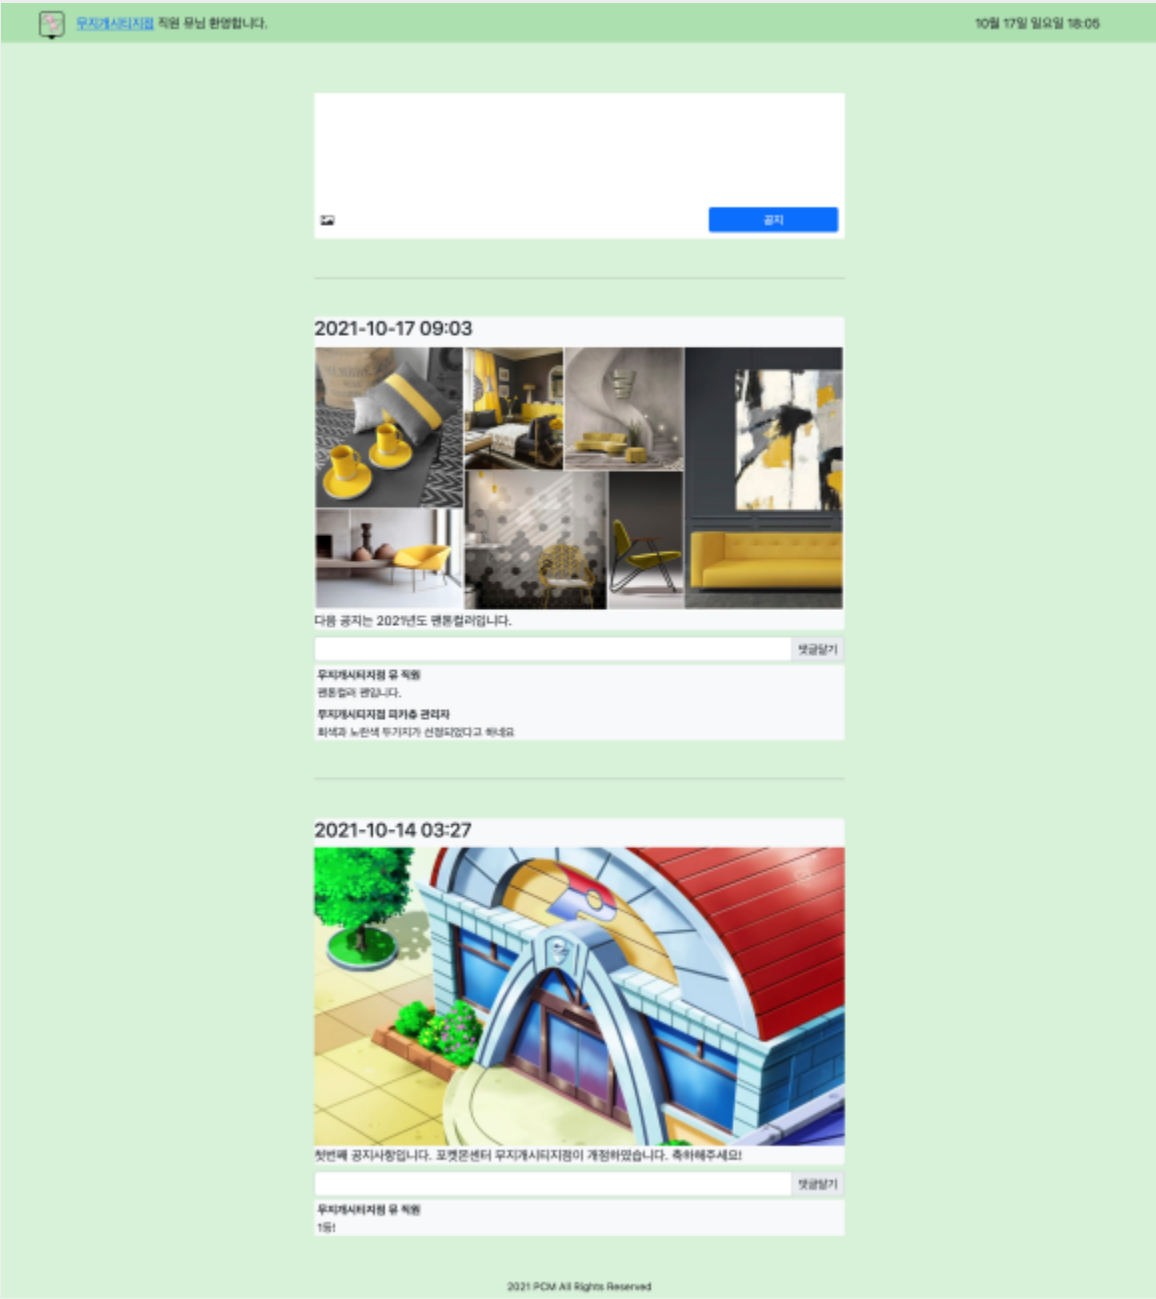 무지개시티지점 직원 뮤님 환영합니다.
10월 17일 일요일 18:05
공지
2021-10-17 09:03
다음 공지는 2021년도 팬톤컬러입니다.
댓글달기
무지개시티지점 뮤 직원
팬톤컬러 팬입니다.
무지개시티지점 피카츄 관리자
회색과 노란색 두가지가 선정되었다고 하네요
2021-10-14 03:27
첫번째 공지사항입니다. 포켓몬센터 무지개시티지점이 개점하였습니다. 축하해주세요!
댓글달기
무지개시티지점 뮤 직원
1등!
2021 PCM All Rights Reserved